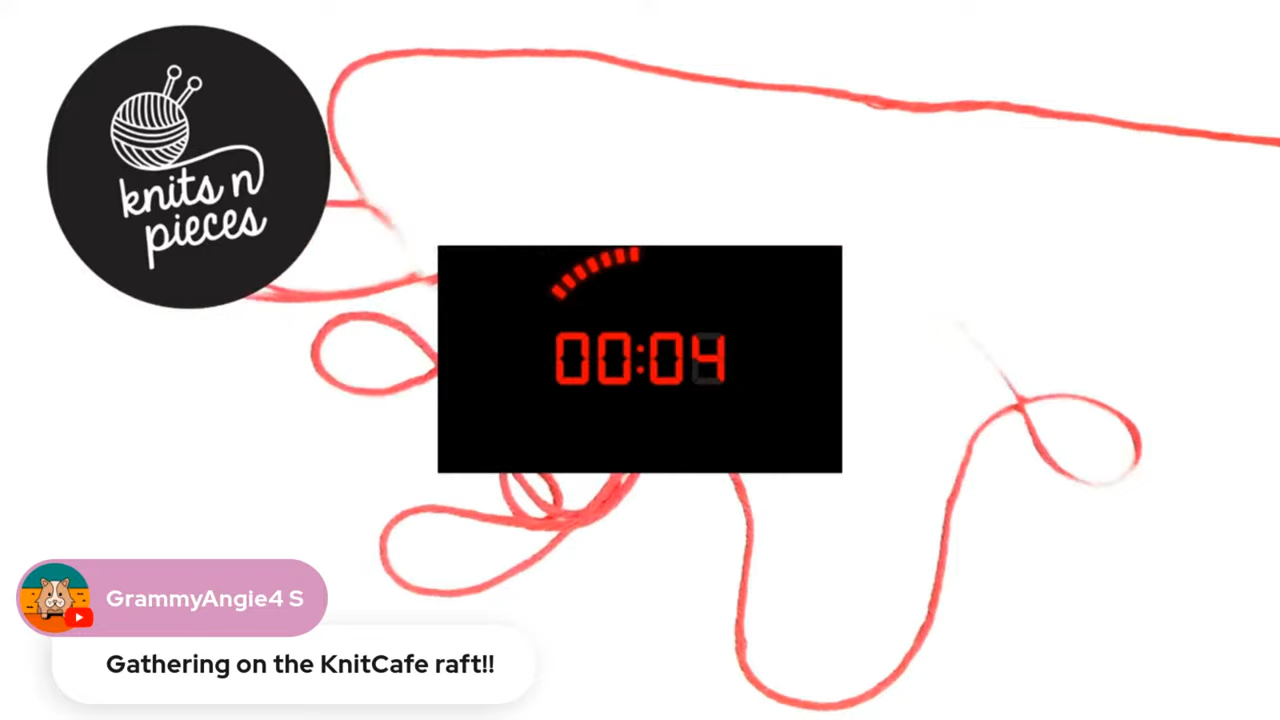 knits n
pieces
00:04
GrammyAngie4 S
Gathering on the KnitCafe raft!!